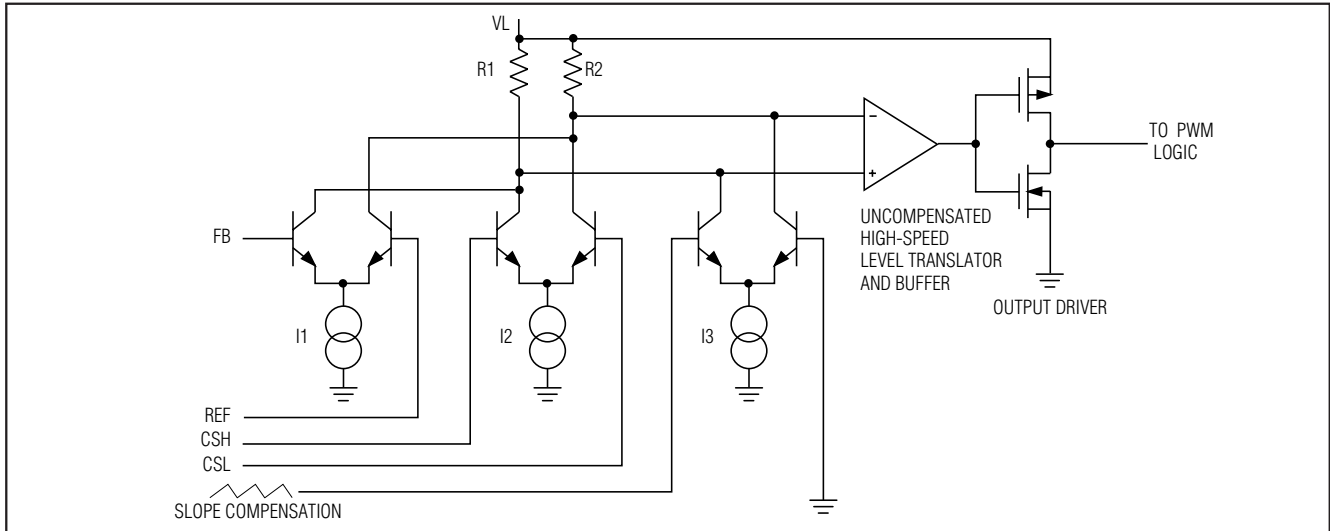 VL
R1
R2
−
+
TO PWM
LOGIC
FB
UNCOMPENSATED
HIGH-SPEED
LEVEL TRANSLATOR
AND BUFFER
OUTPUT DRIVER
I1
I2
I3
REF
CSH
CSL
SLOPE COMPENSATION